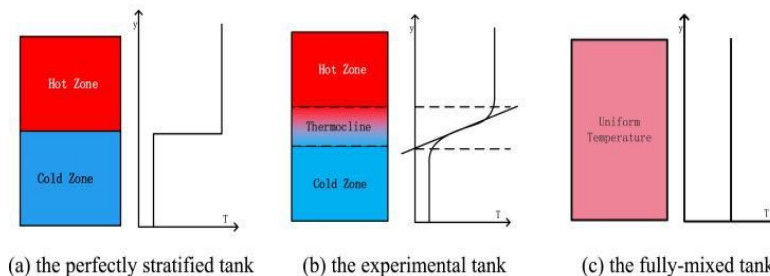 y
Hot Zone
Cold Zone
T
(a) the perfectly stratified tank
y
Hot Zone
Thermocline
Cold Zone
T
(b) the experimental tank
y
Uniform
Temperature
T
(c) the fully-mixed tank